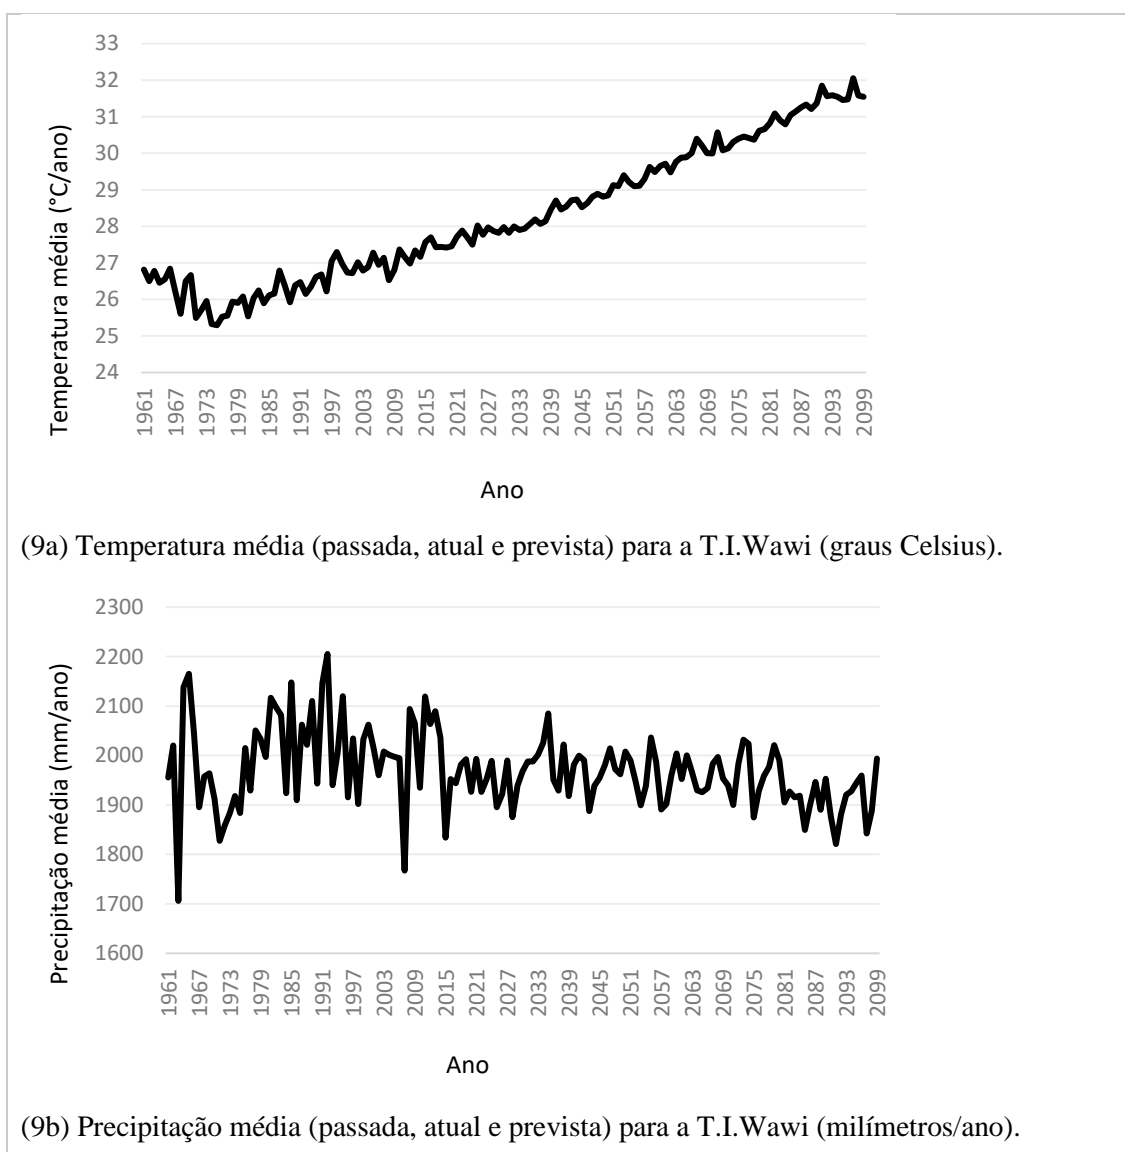 33
32
31
30
29
28
27
26
25
24
Temperatura média (°C/ano)
1961 1967 1973 1979 1985 1991 1997 2003 2009 2015 2021 2027 2033 2039 2045 2051 2057 2063 2069 2075 2081 2087 2093 2099
Ano
(9a) Temperatura média (passada, atual e prevista) para a T.I.Wawi (graus Celsius).
2300
2200
2100
2000
1900
1800
1700
1600
Precipitação média (mm/ano)
1961 1967 1973 1979 1985 1991 1997 2003 2009 2015 2021 2027 2033 2039 2045 2051 2057 2063 2069 2075 2081 2087 2093 2099
Ano
(9b) Precipitação média (passada, atual e prevista) para a T.I.Wawi (milímetros/ano).